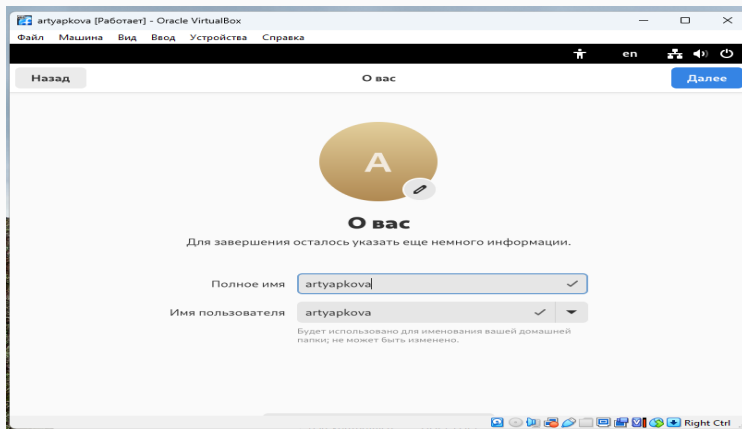 artyapkova [Работает] - Oracle VirtualBox
Файл Машина Вид Ввод Устройства Справка
en
Назад О вас Далее
A
О вас
Для завершения осталось указать еще немного информации.
Полное имя artyapkova
Имя пользователя artyapkova
Будет использовано для именования вашей домашней
папки; не может быть изменено.
Right Ctrl